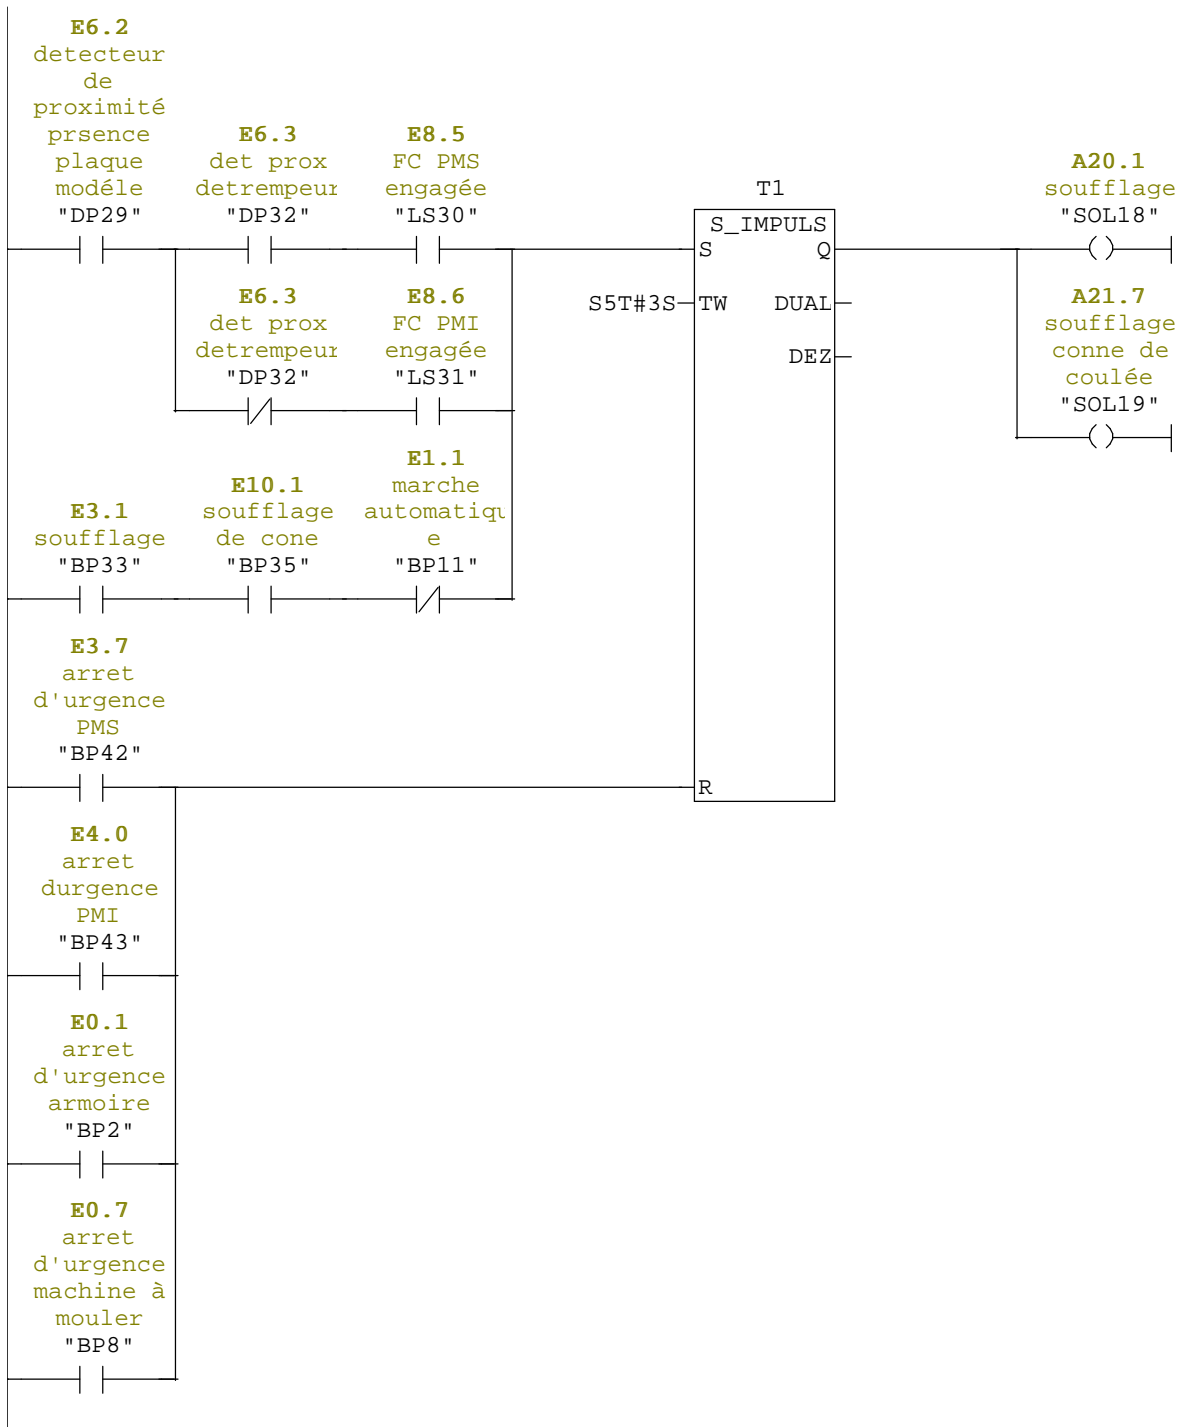 E6.2
detecteur
de
proximité
prsence
plaque
modéle
"DP29"
E6.3
det prox
detrempeur
"DP32"
E8.5
FC PMS
engagée
"LS30"
T1
S_IMPULS
S
Q
S5T#3S
TW
DUAL
DEZ
R
A20.1
soufflage
"SOL18"
A21.7
soufflage
conne de
coulée
"SOL19"
E6.3
det prox
detrempeur
"DP32"
E8.6
FC PMI
engagée
"LS31"
E3.1
soufflage
"BP33"
E10.1
soufflage
de cone
"BP35"
E1.1
marche
automatiqu
e
"BP11"
E3.7
arret
d'urgence
PMS
"BP42"
E4.0
arret
durgence
PMI
"BP43"
E0.1
arret
d'urgence
armoire
"BP2"
E0.7
arret
d'urgence
machine à
mouler
"BP8"